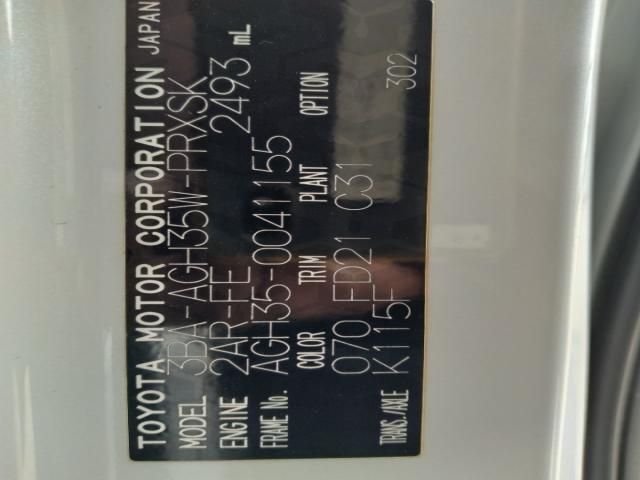 TOYOTA MOTOR CORPORATION JAPAN
MODEL 3BA-AGH35W-PRXSK
ENGINE 2AR-FE 2493 mL
FRAME No. AGH35-0041155
COLOR TRIM PLANT OPTION
070 FD21 C31 302
TRANS./AXLE K115F